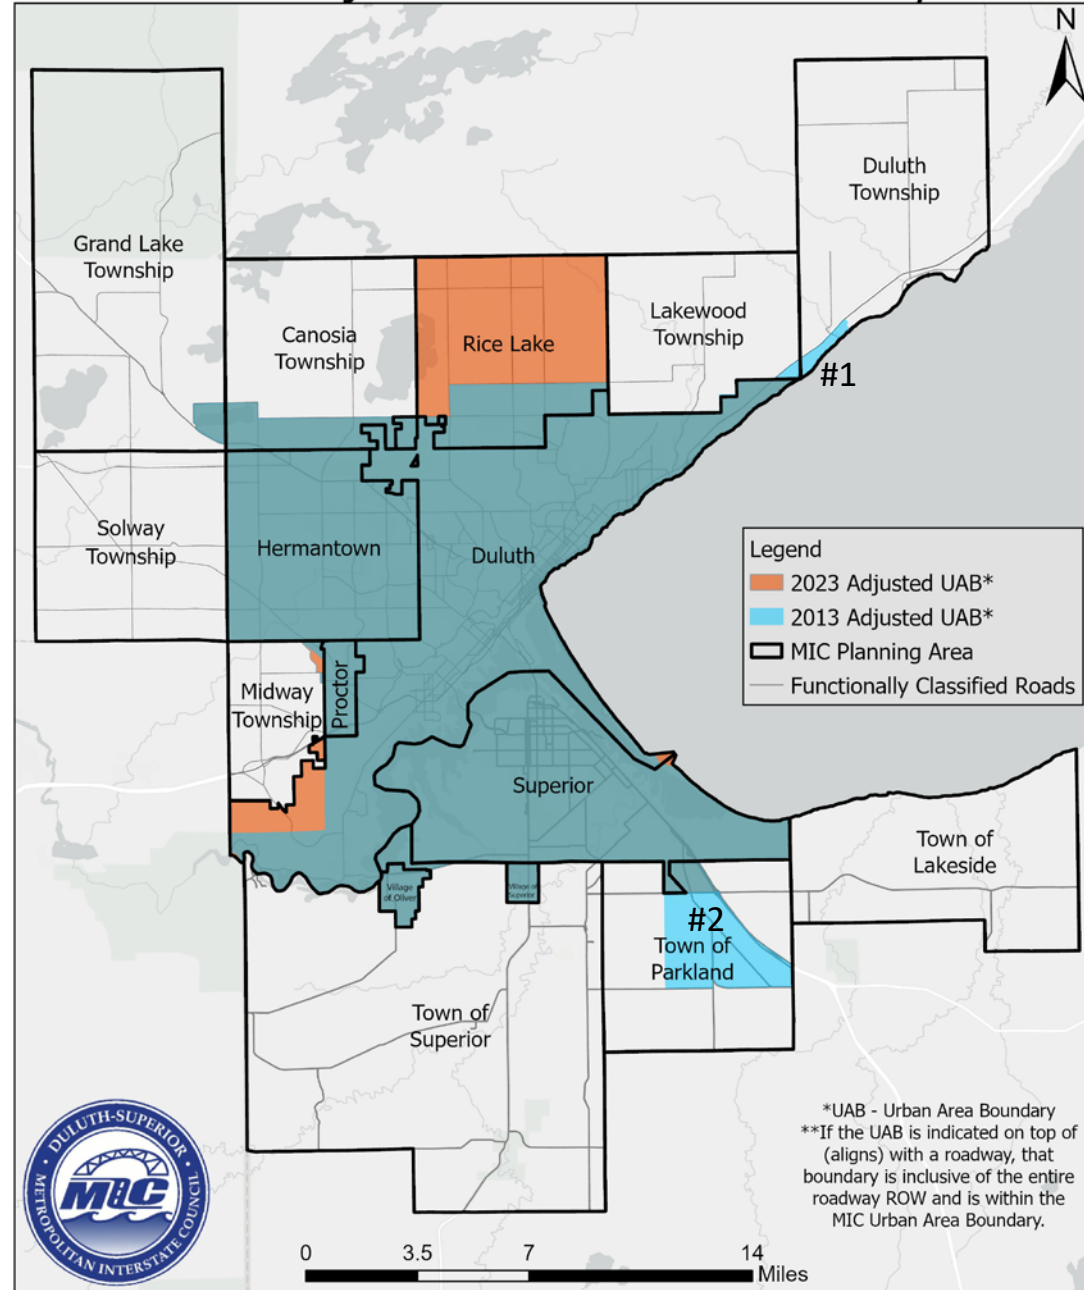 N
Duluth
Township
Grand Lake
Township
Canosia
Township
Rice Lake
Lakewood
Township
#1
Solway
Township
Hermantown
Duluth
Legend
2023 Adjusted UAB*
2013 Adjusted UAB*
MIC Planning Area
Functionally Classified Roads
Midway
Township
Proctor
Superior
Town of
Lakeside
Village
of Oliver
Village of
Superior
#2
Town of
Parkland
Town of
Superior
*UAB - Urban Area Boundary
**If the UAB is indicated on top of
(aligns) with a roadway, that
boundary is inclusive of the entire
roadway ROW and is within the
MIC Urban Area Boundary.
DULUTH-SUPERIOR
MIC
METROPOLITAN INTERSTATE COUNCIL
0 3.5 7 14
Miles